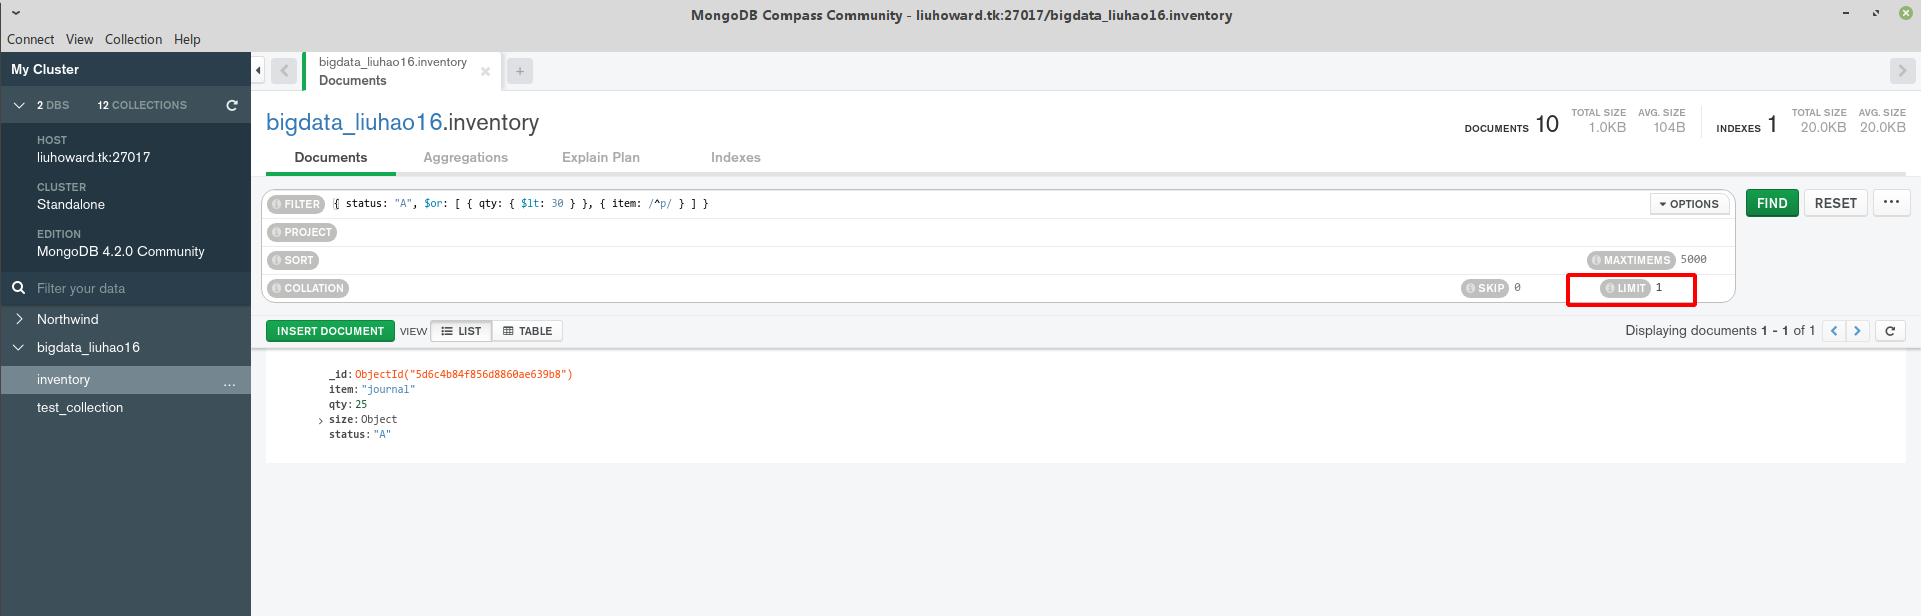 MongoDB Compass Community - liuhoward.tk:27017/bigdata_liuhao16.inventory
Connect View Collection Help
My Cluster
2 DBS 12 COLLECTIONS
HOST
liuhoward.tk:27017
CLUSTER
Standalone
EDITION
MongoDB 4.2.0 Community
Filter your data
Northwind
bigdata_liuhao16
inventory ...
test_collection
bigdata_liuhao16.inventory
Documents
bigdata_liuhao16.inventory
DOCUMENTS 10 TOTAL SIZE 1.0KB AVG. SIZE 104B INDEXES 1 TOTAL SIZE 20.0KB AVG. SIZE 20.0KB
Documents Aggregations Explain Plan Indexes
FILTER { status: "A", $or: [ { qty: { $lt: 30 } }, { item: /^p/ } ] } OPTIONS FIND RESET ...
PROJECT
SORT MAXTIMEMS 5000
COLLATION SKIP 0 LIMIT 1
INSERT DOCUMENT VIEW LIST TABLE Displaying documents 1 - 1 of 1
_id: ObjectId("5d6c4b84f856d8860ae639b8")
item: "journal"
qty: 25
size: Object
status: "A"